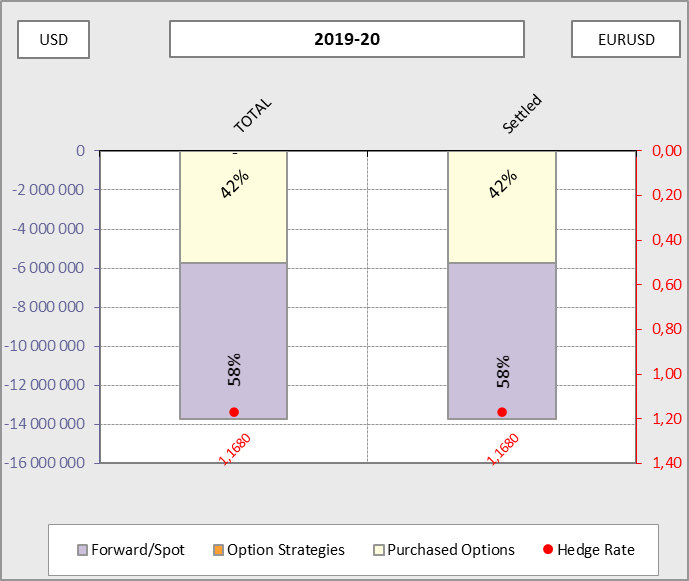 USD
2019-20
EURUSD
TOTAL
Settled
0
-2 000 000
-4 000 000
-6 000 000
-8 000 000
-10 000 000
-12 000 000
-14 000 000
-16 000 000
42%
42%
58%
58%
1,1680
1,1680
0,00
0,20
0,40
0,60
0,80
1,00
1,20
1,40
Forward/Spot
Option Strategies
Purchased Options
Hedge Rate